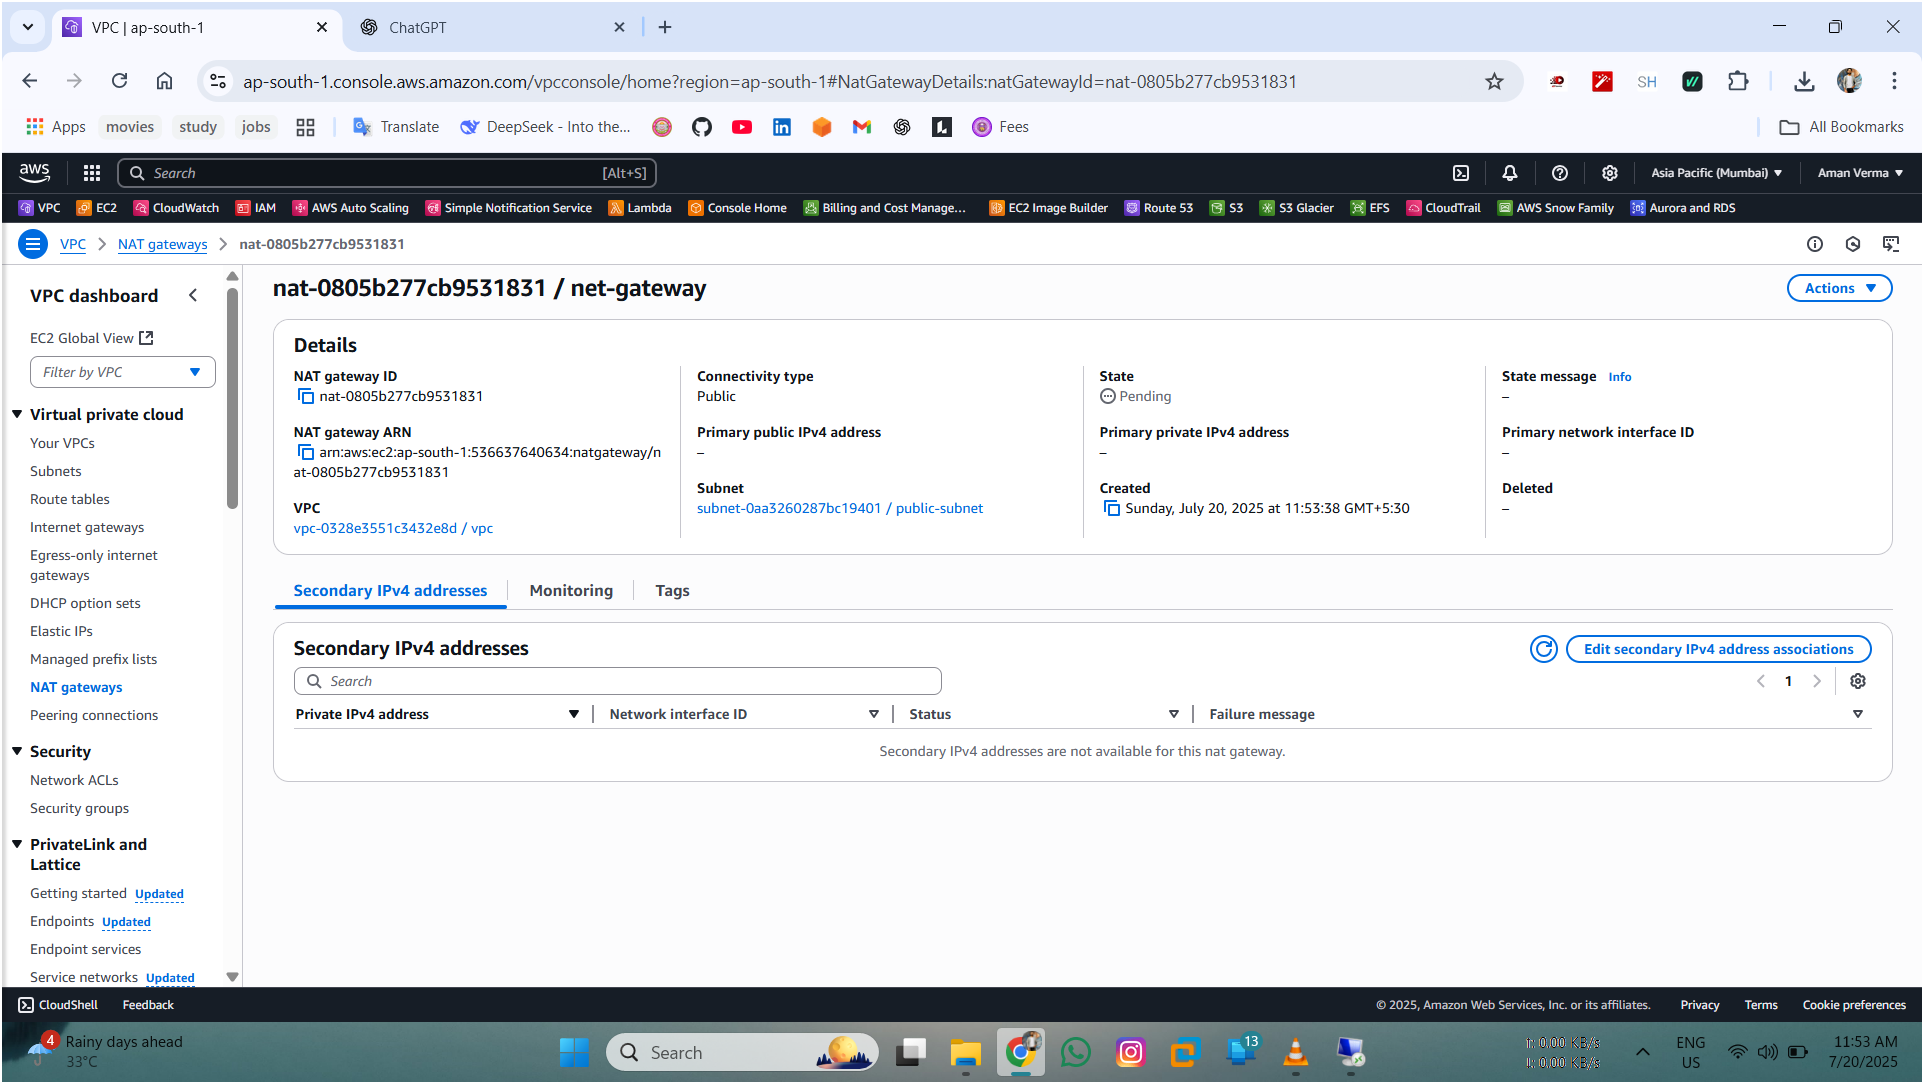 VPC | ap-south-1
ChatGPT
ap-south-1.console.aws.amazon.com/vpcconsole/home?region=ap-south-1#NatGatewayDetails:natGatewayId=nat-0805b277cb9531831
SH
Apps
movies
study
jobs
Translate
DeepSeek - Into the...
Fees
All Bookmarks
aws
Search
[Alt+S]
Asia Pacific (Mumbai)
Aman Verma
VPC
EC2
CloudWatch
IAM
AWS Auto Scaling
Simple Notification Service
Lambda
Console Home
Billing and Cost Manage...
EC2 Image Builder
Route 53
S3
S3 Glacier
EFS
CloudTrail
AWS Snow Family
Aurora and RDS
VPC
NAT gateways
nat-0805b277cb9531831
VPC dashboard
EC2 Global View
Filter by VPC
Virtual private cloud
Your VPCs
Subnets
Route tables
Internet gateways
Egress-only internet
gateways
DHCP option sets
Elastic IPs
Managed prefix lists
NAT gateways
Peering connections
Security
Network ACLs
Security groups
PrivateLink and
Lattice
Getting started Updated
Endpoints Updated
Endpoint services
Service networks Updated
nat-0805b277cb9531831 / net-gateway
Actions
Details
NAT gateway ID
nat-0805b277cb9531831
NAT gateway ARN
arn:aws:ec2:ap-south-1:536637640634:natgateway/n
at-0805b277cb9531831
VPC
vpc-0328e3551c3432e8d / vpc
Connectivity type
Public
Primary public IPv4 address
–
Subnet
subnet-0aa3260287bc19401 / public-subnet
State
Pending
Primary private IPv4 address
–
Created
Sunday, July 20, 2025 at 11:53:38 GMT+5:30
State message Info
–
Primary network interface ID
–
Deleted
–
Secondary IPv4 addresses
Monitoring
Tags
Secondary IPv4 addresses
Edit secondary IPv4 address associations
Search
1
Private IPv4 address
Network interface ID
Status
Failure message
Secondary IPv4 addresses are not available for this nat gateway.
CloudShell
Feedback
© 2025, Amazon Web Services, Inc. or its affiliates.
Privacy
Terms
Cookie preferences
4
Rainy days ahead
33°C
Search
13
0,00 KB/s
0,00 KB/s
ENG
US
11:53 AM
7/20/2025